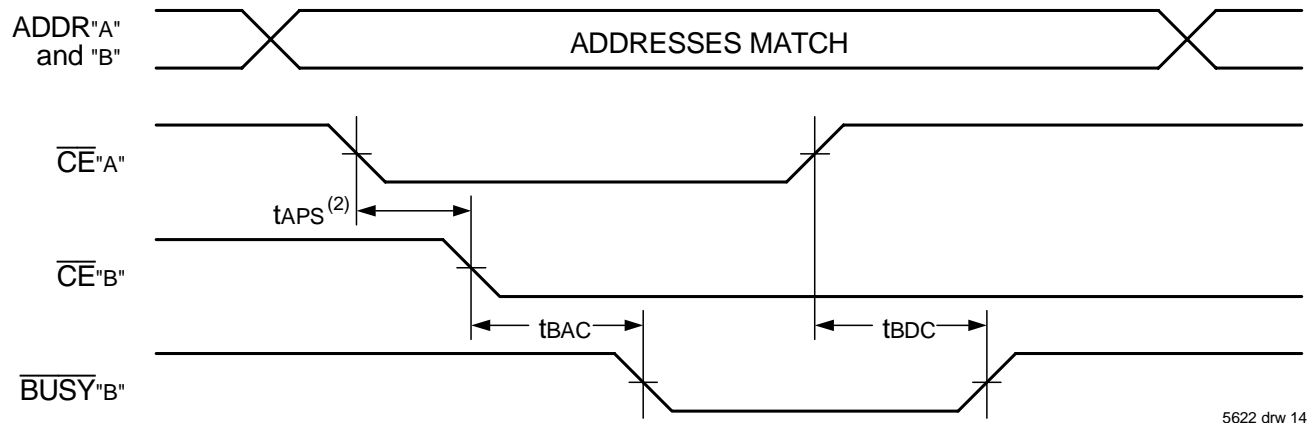 ADDR"A"
and "B"
ADDRESSES MATCH
CE"A"
tAPS(2)
CE"B"
tBAC
tBDC
BUSY"B"
5622 drw 14